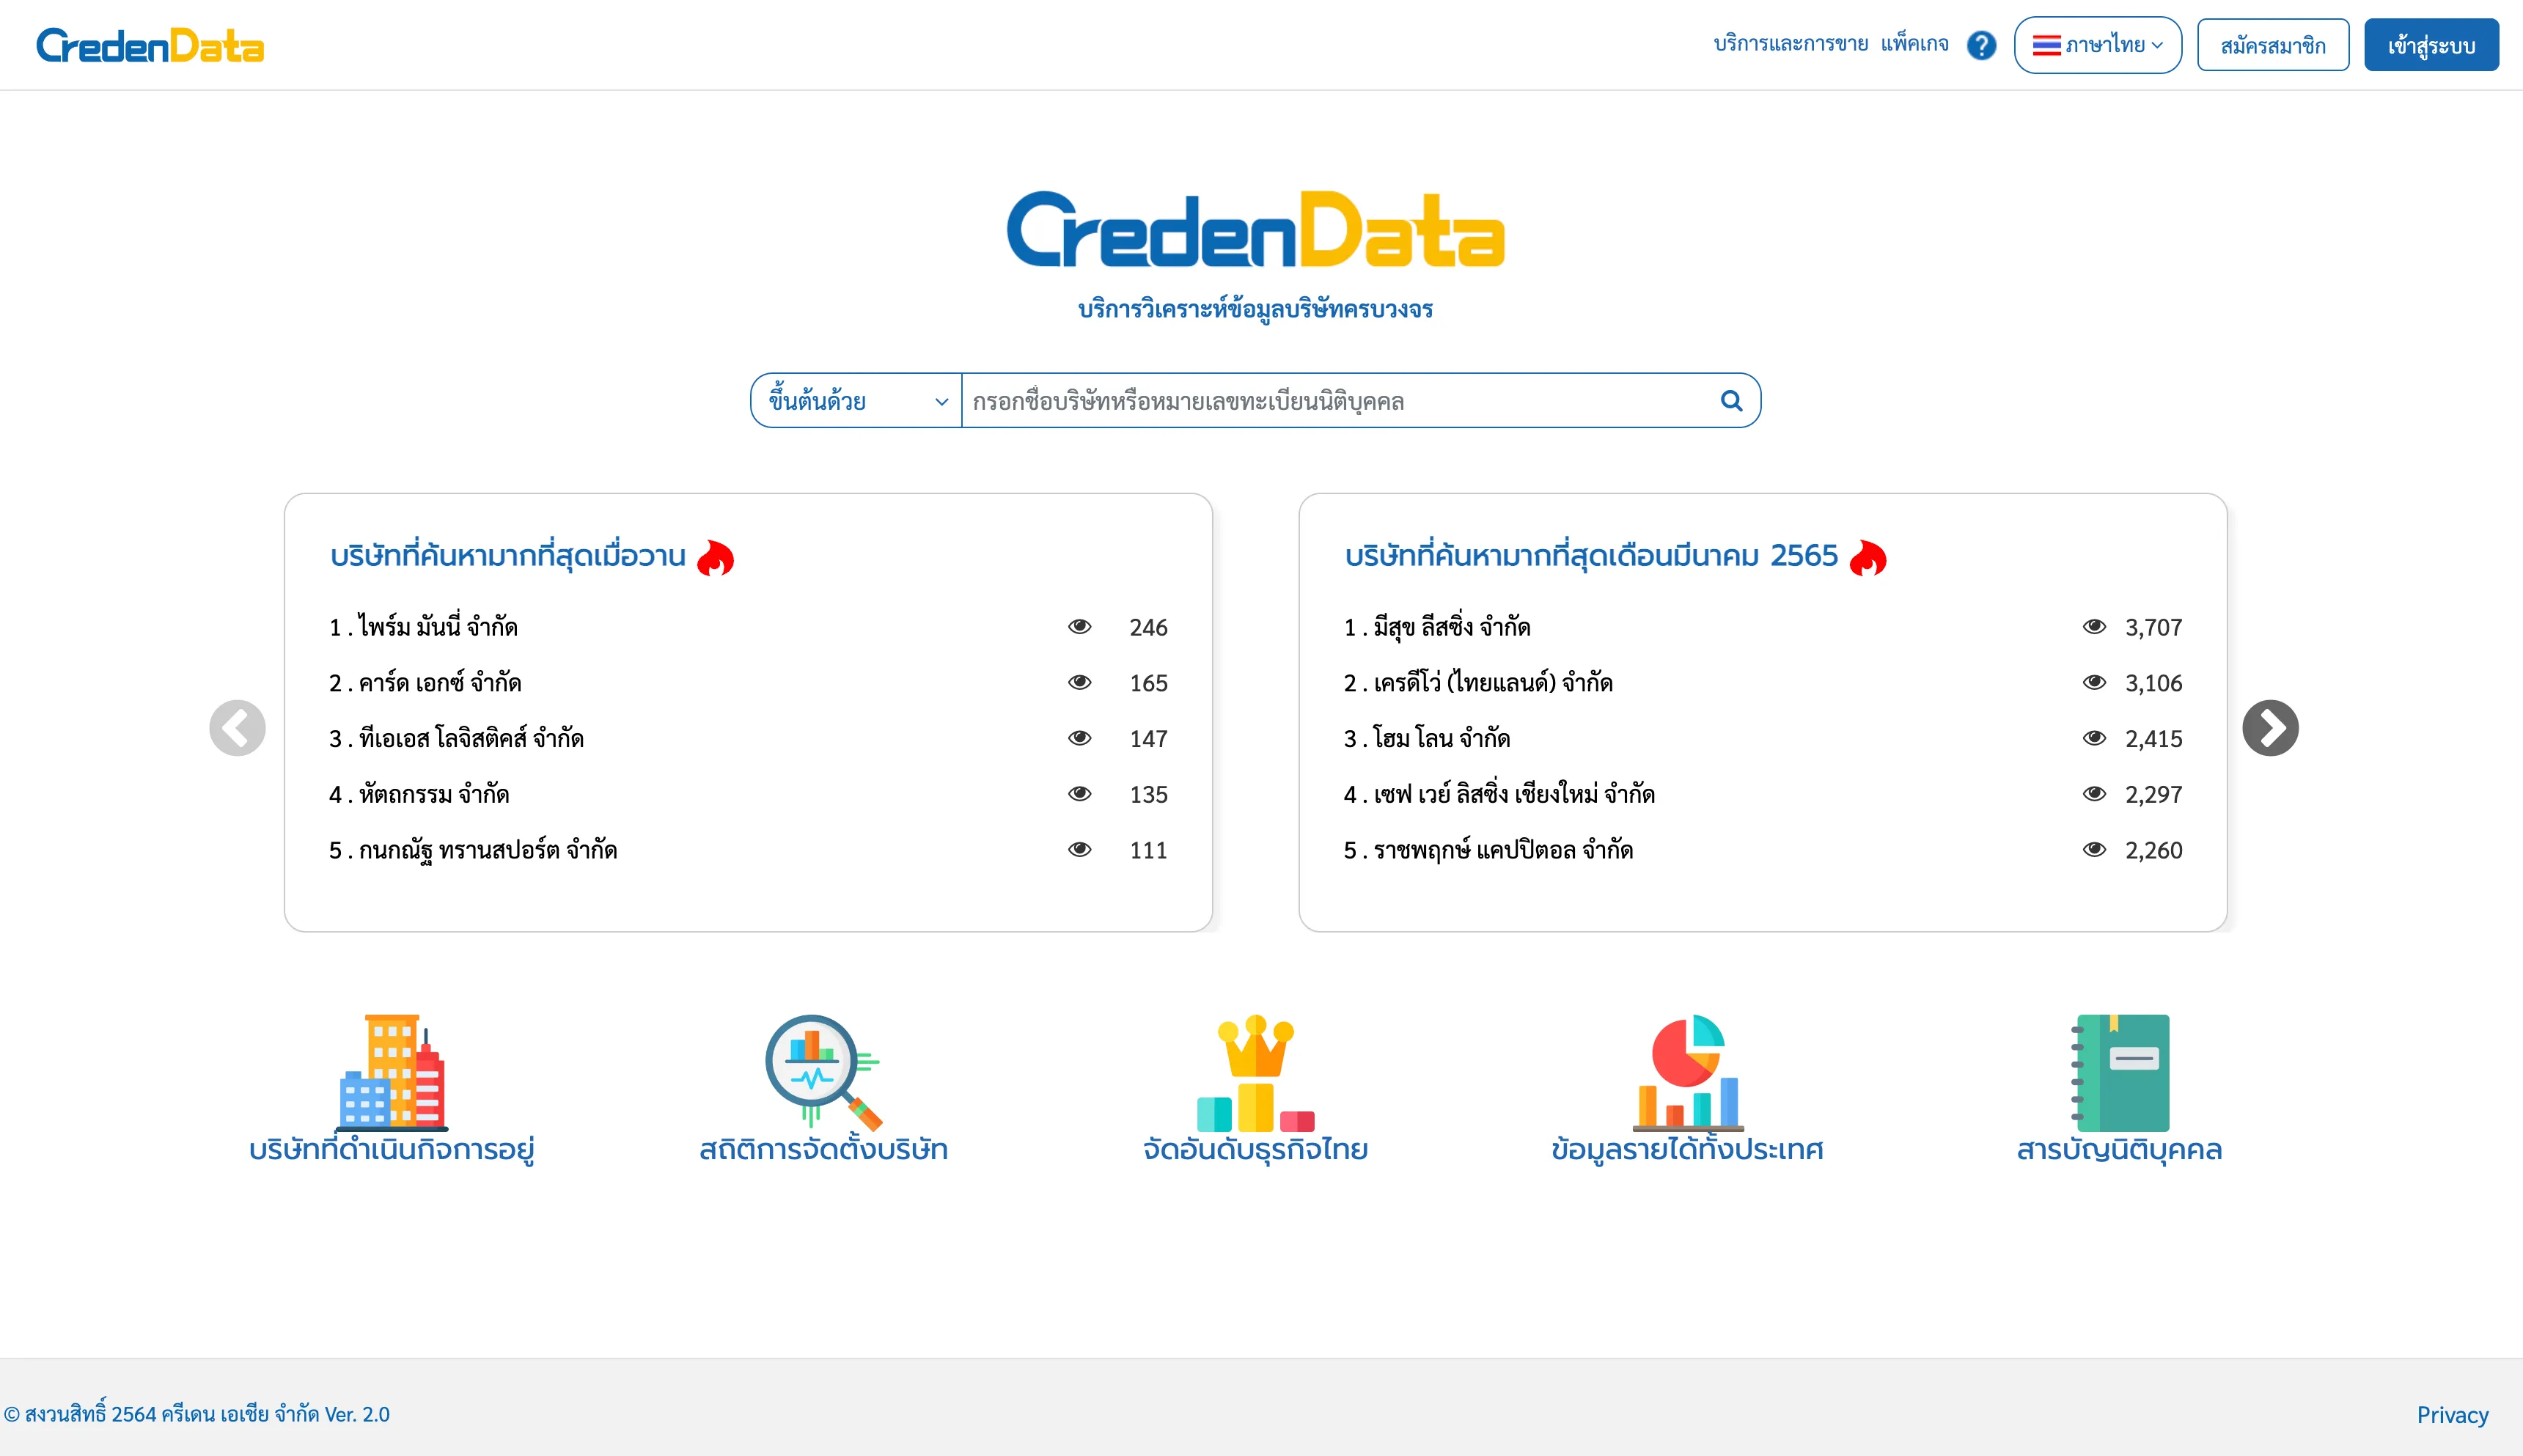 CredenData
บริการและการขาย แพ็คเกจ ? ภาษาไทย สมัครสมาชิก เข้าสู่ระบบ
CredenData
บริการวิเคราะห์ข้อมูลบริษัทครบวงจร
ขึ้นต้นด้วย กรอกชื่อบริษัทหรือหมายเลขทะเบียนนิติบุคคล
บริษัทที่ค้นหามากที่สุดเมื่อวาน
1 . ไพร์ม มันนี่ จำกัด 246
2 . คาร์ด เอกซ์ จำกัด 165
3 . ทีเอเอส โลจิสติคส์ จำกัด 147
4 . หัตถกรรม จำกัด 135
5 . กนกณัฐ ทรานสปอร์ต จำกัด 111
บริษัทที่ค้นหามากที่สุดเดือนมีนาคม 2565
1 . มีสุข ลีสซิ่ง จำกัด 3,707
2 . เครดีโว่ (ไทยแลนด์) จำกัด 3,106
3 . โฮม โลน จำกัด 2,415
4 . เซฟ เวย์ ลิสซิ่ง เชียงใหม่ จำกัด 2,297
5 . ราชพฤกษ์ แคปปิตอล จำกัด 2,260
บริษัทที่ดำเนินกิจการอยู่
สถิติการจัดตั้งบริษัท
จัดอันดับธุรกิจไทย
ข้อมูลรายได้ทั้งประเทศ
สารบัญนิติบุคคล
© สงวนสิทธิ์ 2564 ครีเดน เอเชีย จำกัด Ver. 2.0
Privacy